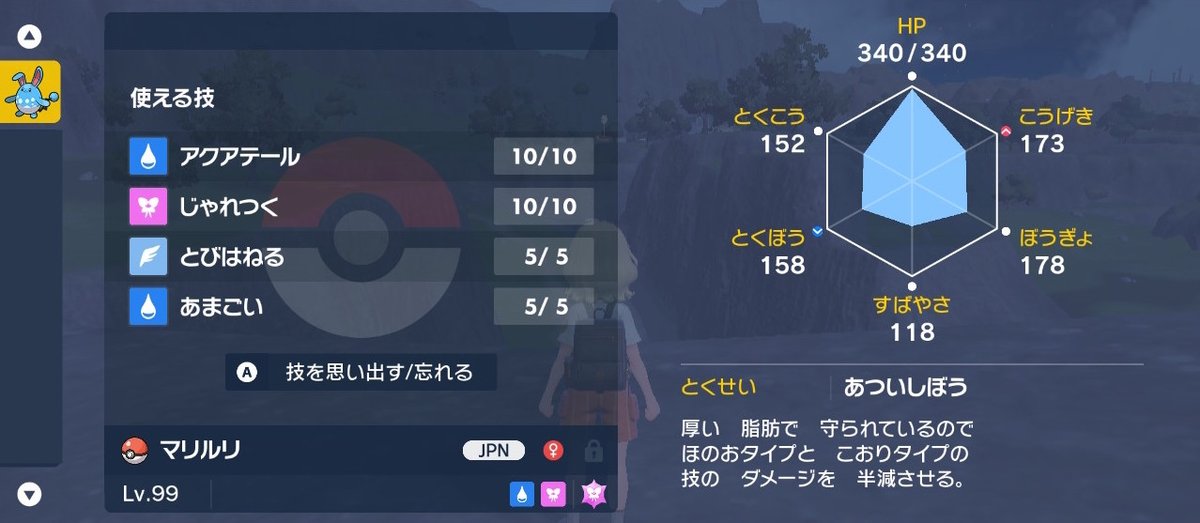 使える技
アクアテール 10/10
じゃれつく 10/10
とびはねる 5/ 5
あまごい 5/ 5
A 技を思い出す/忘れる
マリルリ JPN ♀
Lv.99
HP
340/340
とくこう
152
こうげき
173
とくぼう
158
ぼうぎょ
178
すばやさ
118
とくせい あついしぼう
厚い 脂肪で 守られているので
ほのおタイプと こおりタイプの
技の ダメージを 半減させる。